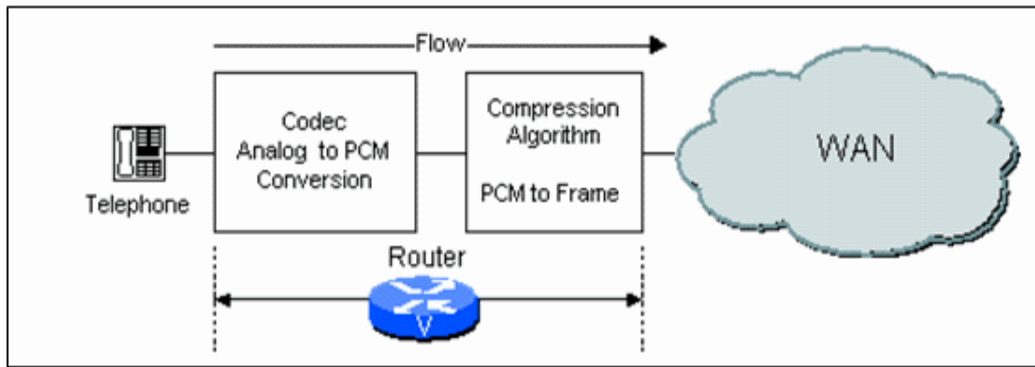 Flow
Codec
Analog to PCM
Conversion
Compression
Algorithm
PCM to Frame
WAN
Telephone
Router
V